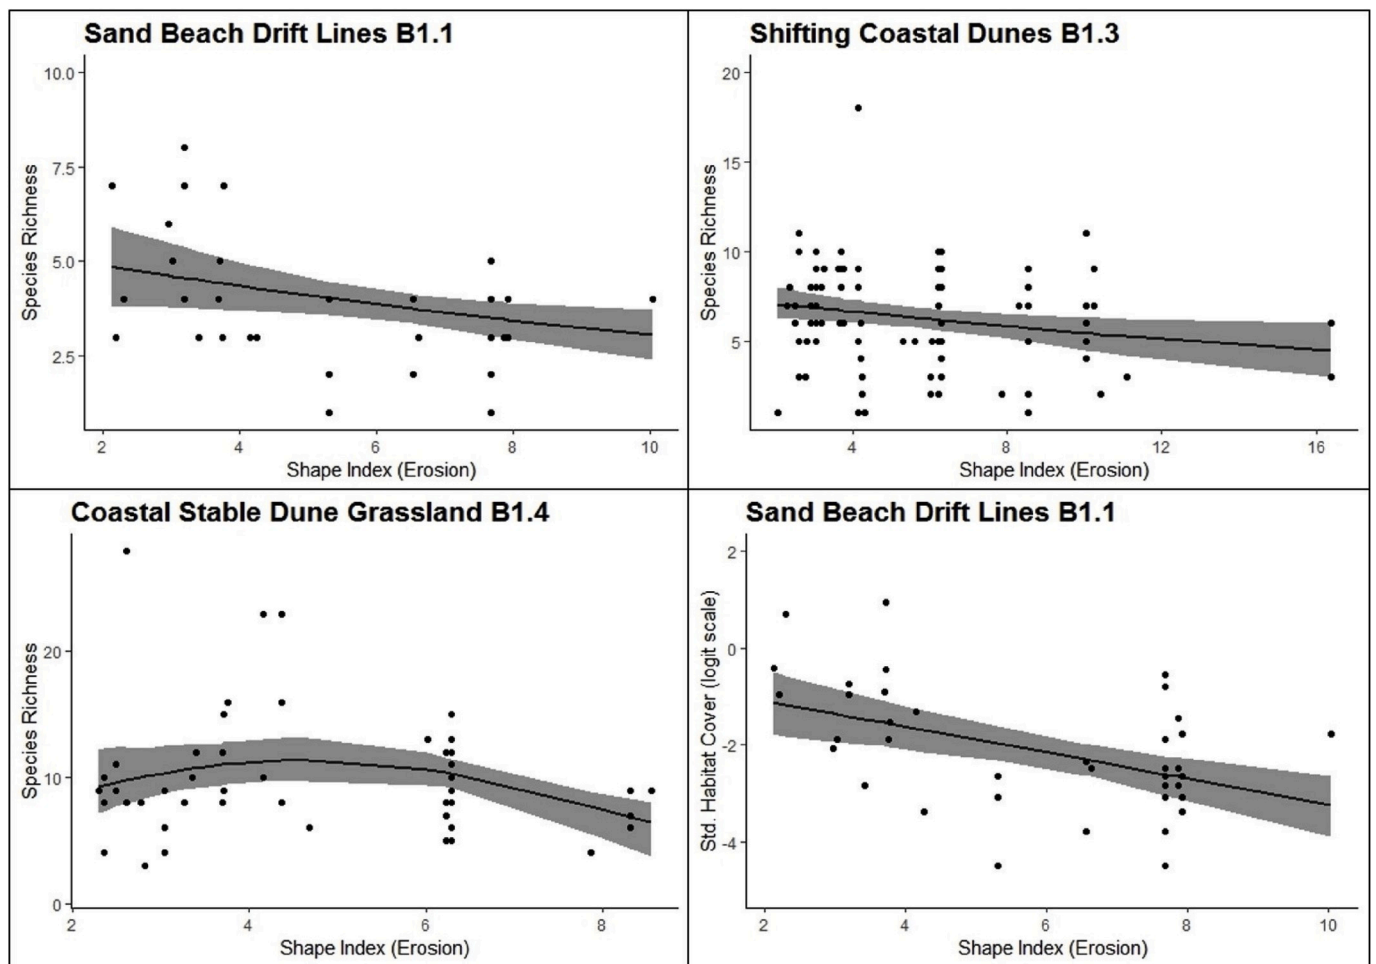 Sand Beach Drift Lines B1.1
10.0
7.5
5.0
2.5
Species Richness
2 4 6 8 10
Shape Index (Erosion)
Shifting Coastal Dunes B1.3
20
15
10
5
Species Richness
4 8 12 16
Shape Index (Erosion)
Coastal Stable Dune Grassland B1.4
20
10
0
Species Richness
2 4 6 8
Shape Index (Erosion)
Sand Beach Drift Lines B1.1
2
0
-2
-4
Std. Habitat Cover (logit scale)
2 4 6 8 10
Shape Index (Erosion)